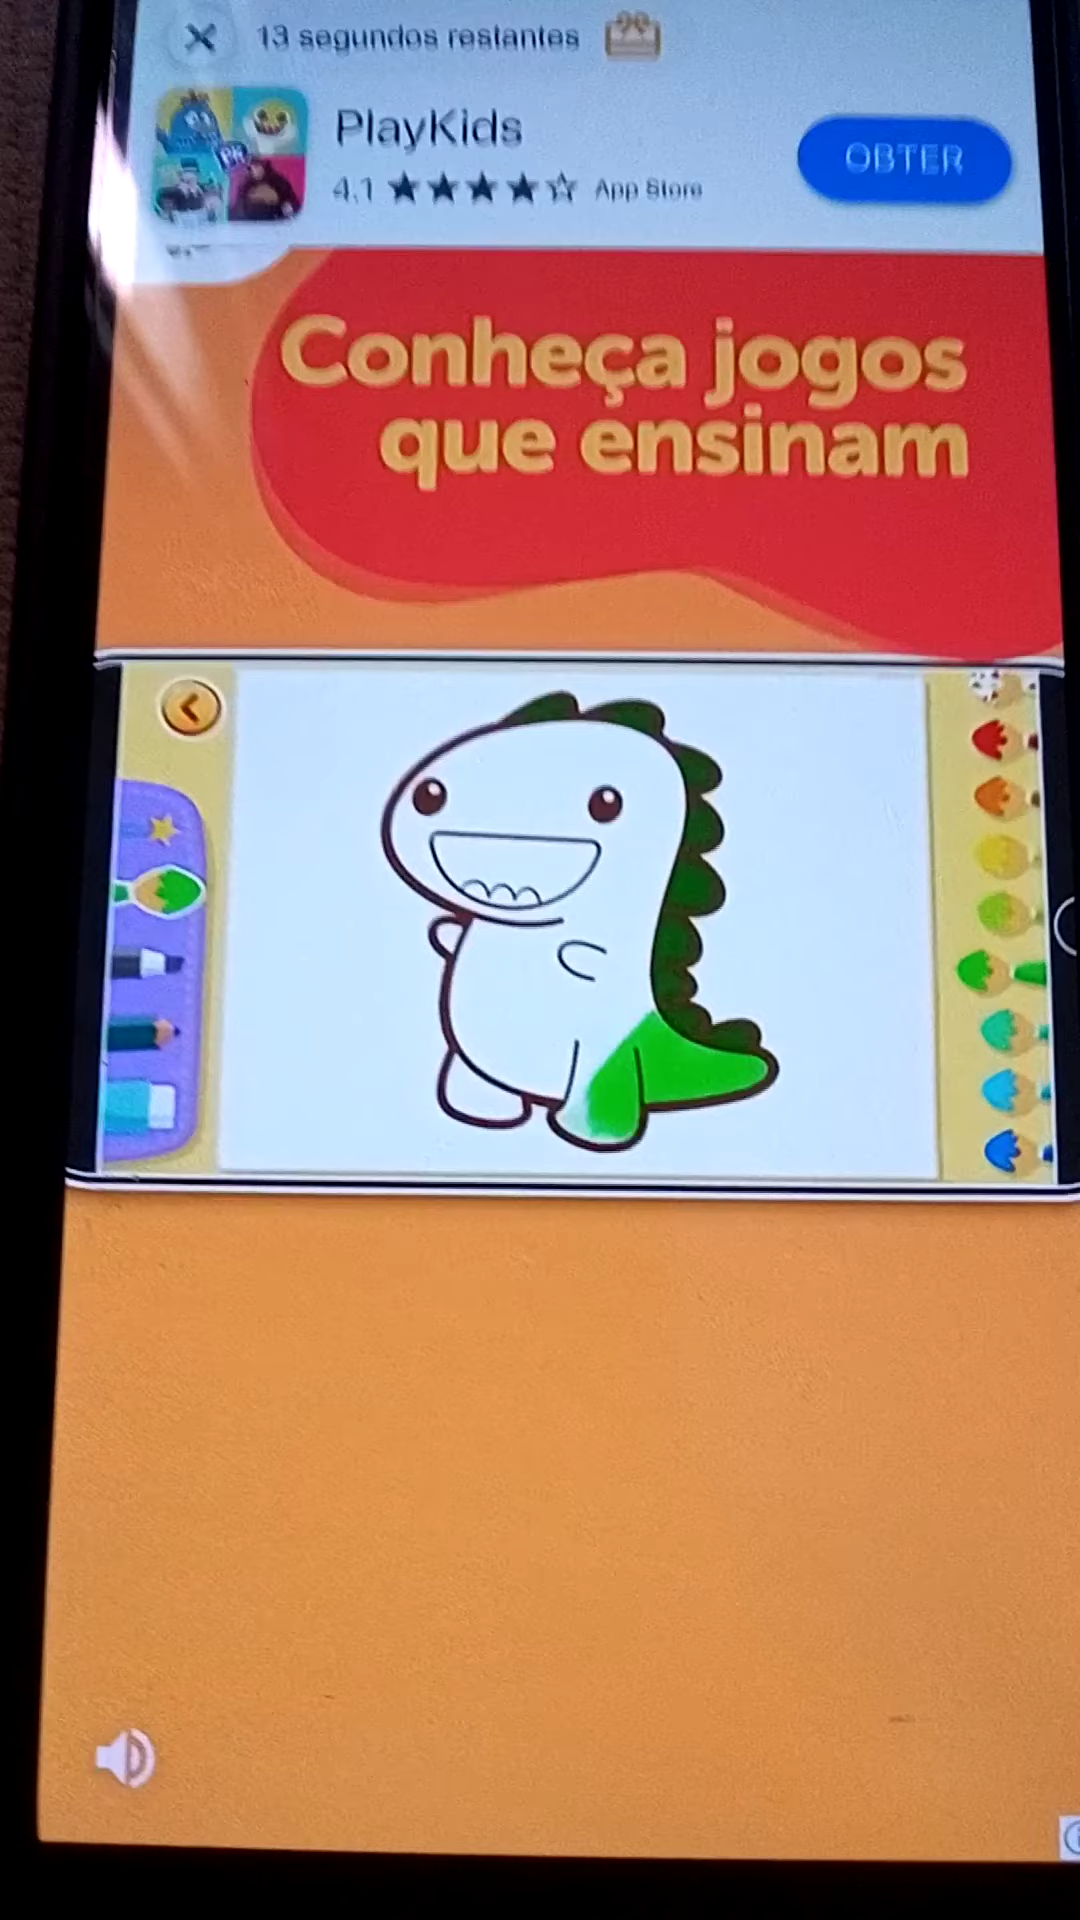 13 segundos restantes
PlayKids
4.1 ★★★★☆ App Store
OBTER
Conheça jogos
que ensinam